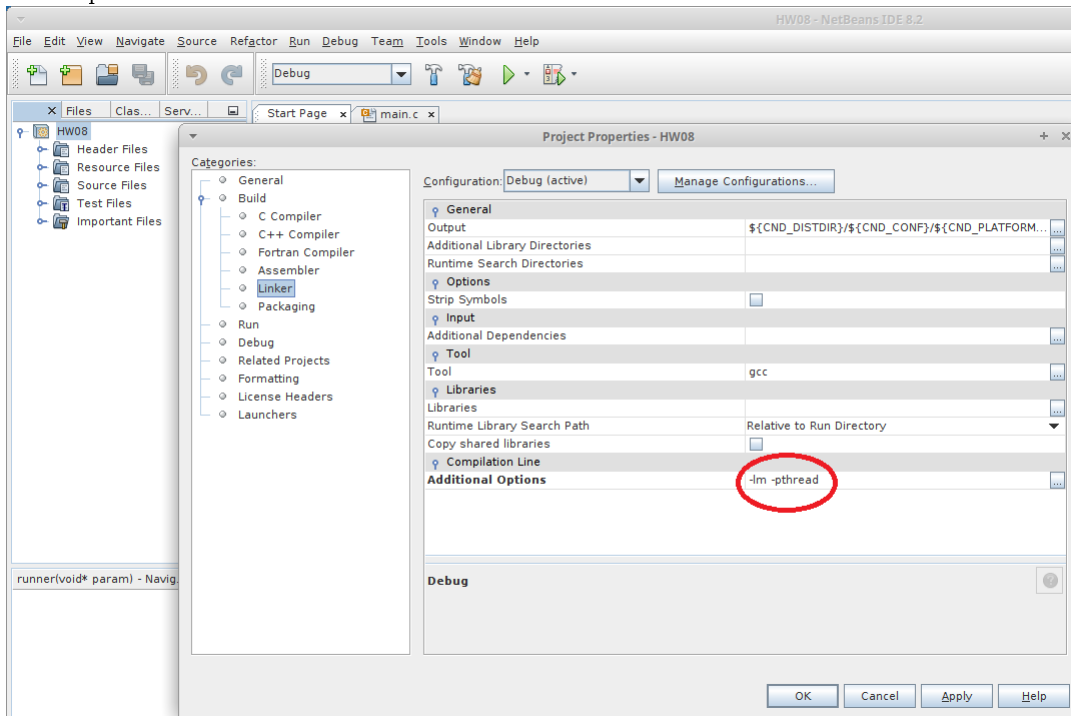 HW08 - NetBeans IDE 8.2
File Edit View Navigate Source Refactor Run Debug Team Tools Window Help
Debug
Files Clas... Serv... Start Page x main.c x
HW08
Header Files
Resource Files
Source Files
Test Files
Important Files
runner(void* param) - Navig
Project Properties - HW08
Categories:
General
Build
C Compiler
C++ Compiler
Fortran Compiler
Assembler
Linker
Packaging
Run
Debug
Related Projects
Formatting
License Headers
Launchers
Configuration: Debug (active) Manage Configurations...
General
Output ${CND_DISTDIR}/${CND_CONF}/${CND_PLATFORM... ...
Additional Library Directories ...
Runtime Search Directories ...
Options
Strip Symbols
Input
Additional Dependencies ...
Tool
Tool gcc ...
Libraries
Libraries ...
Runtime Library Search Path Relative to Run Directory
Copy shared libraries
Compilation Line
Additional Options -lm -pthread ...
Debug
OK Cancel Apply Help